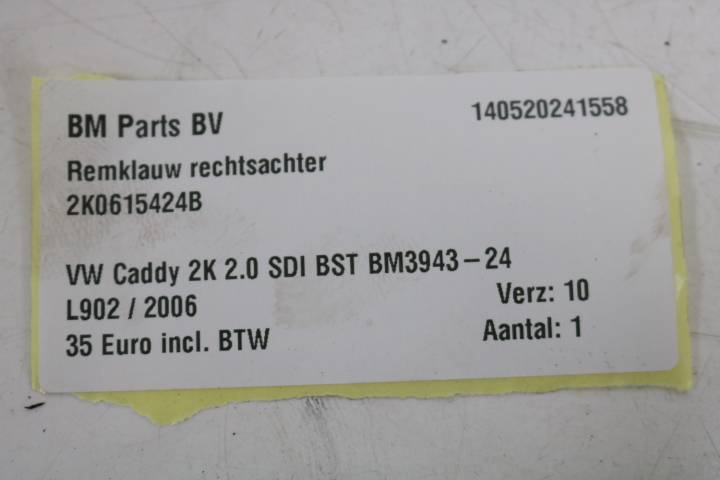 BM Parts BV 140520241558
Remklauw rechtsachter
2K0615424B
VW Caddy 2K 2.0 SDI BST BM3943-24
L902 / 2006 Verz: 10
35 Euro incl. BTW Aantal: 1